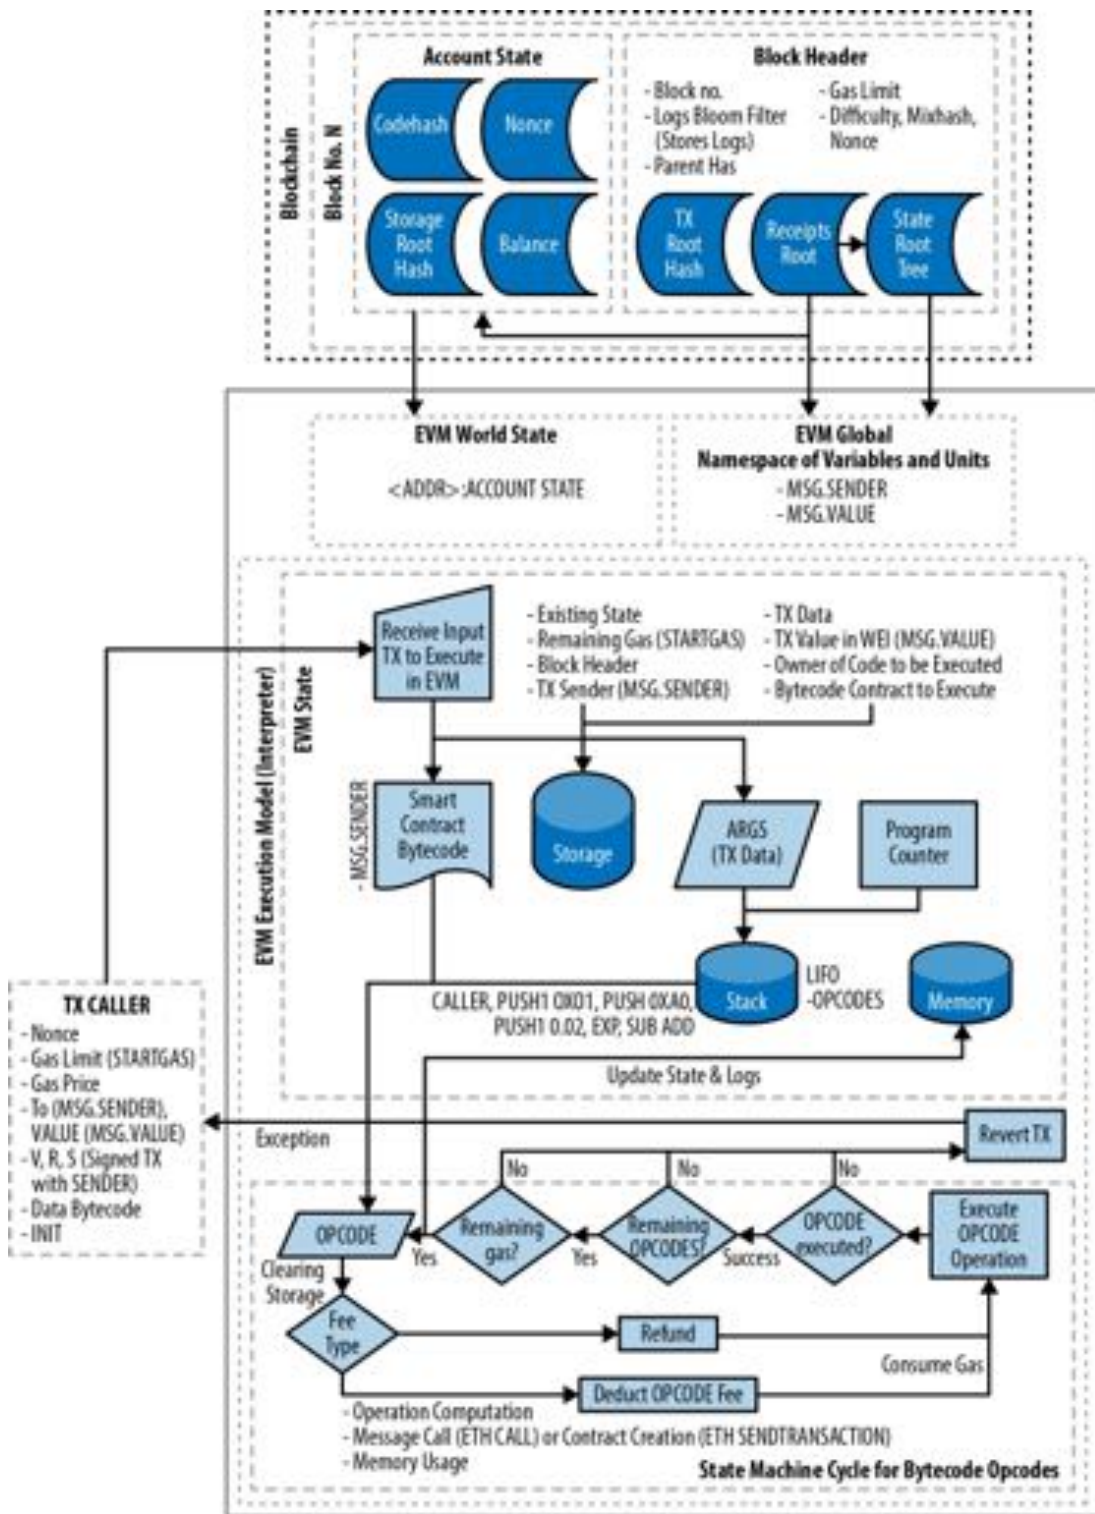 Blockchain
Block No. N
Account State
Codehash
Nonce
Storage
Root
Hash
Balance
Block Header
- Block no.
- Logs Bloom Filter
(Stores Logs)
- Parent Has
- Gas Limit
- Difficulty, Mixhash,
Nonce
TX
Root
Hash
Receipts
Root
State
Root
Tree
EVM World State
<ADDR>:ACCOUNT STATE
EVM Global
Namespace of Variables and Units
- MSG.SENDER
- MSG.VALUE
EVM Execution Model (Interpreter)
EVM State
Receive Input
TX to Execute
in EVM
- Existing State
- Remaining Gas (STARTGAS)
- Block Header
- TX Sender (MSG.SENDER)
- TX Data
- TX Value in WEI (MSG.VALUE)
- Owner of Code to be Executed
- Bytecode Contract to Execute
- MSG.SENDER
Smart
Contract
Bytecode
Storage
ARGS
(TX Data)
Program
Counter
Stack
LIFO
-OPCODES
Memory
CALLER, PUSH1 0X01, PUSH 0XA0,
PUSH1 0.02, EXP, SUB ADD
Update State & Logs
TX CALLER
- Nonce
- Gas Limit (STARTGAS)
- Gas Price
- To (MSG.SENDER),
VALUE (MSG.VALUE)
- V, R, S (Signed TX
with SENDER)
- Data Bytecode
- INIT
Exception
Revert TX
No
No
No
OPCODE
Yes
Remaining
gas?
Yes
Remaining
OPCODES?
Success
OPCODE
executed?
Execute
OPCODE
Operation
Clearing
Storage
Fee
Type
Refund
Consume Gas
Deduct OPCODE Fee
- Operation Computation
- Message Call (ETH CALL) or Contract Creation (ETH SENDTRANSACTION)
- Memory Usage
State Machine Cycle for Bytecode Opcodes